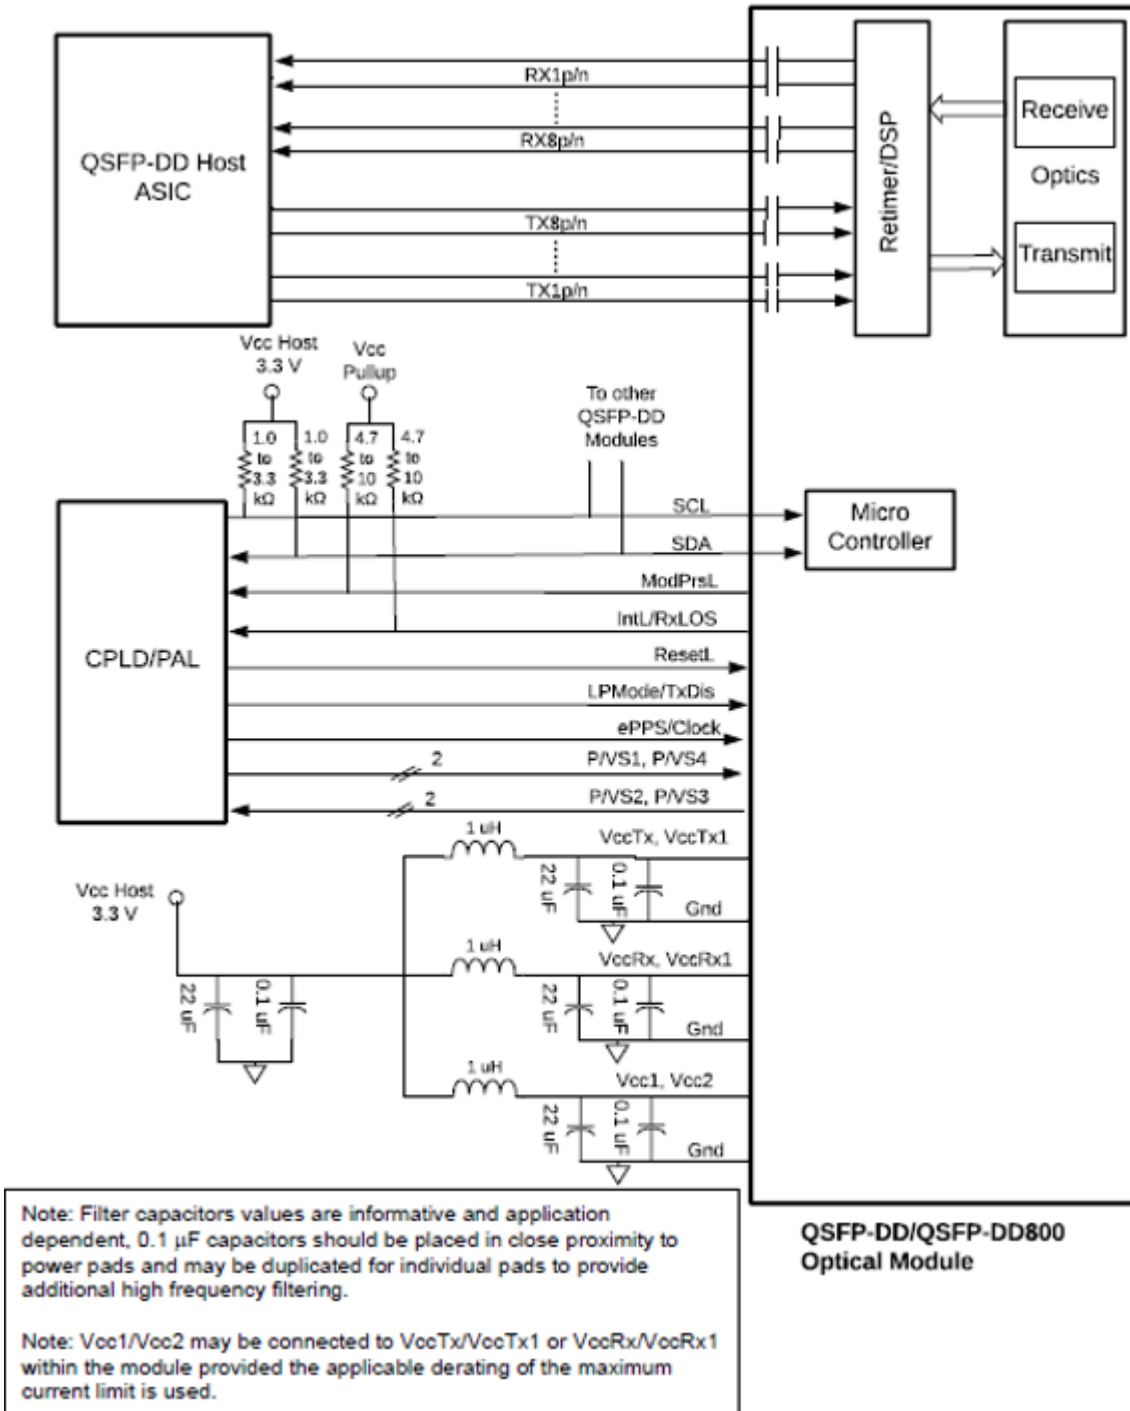 QSFP-DD Host
ASIC
RX1p/n
RX8p/n
TX8p/n
TX1p/n
Retimer/DSP
Receive
Optics
Transmit
Vcc Host
3.3 V
Vcc
Pullup
1.0
to
3.3
kΩ
1.0
to
3.3
kΩ
4.7
to
10
kΩ
4.7
to
10
kΩ
To other
QSFP-DD
Modules
CPLD/PAL
SCL
SDA
ModPrsL
IntL/RxLOS
ResetL
LPMode/TxDis
ePPS/Clock
2
P/VS1, P/VS4
2
P/VS2, P/VS3
Micro
Controller
Vcc Host
3.3 V
22 uF
0.1 uF
1 uH
VccTx, VccTx1
22 uF
0.1 uF
Gnd
1 uH
VccRx, VccRx1
22 uF
0.1 uF
Gnd
1 uH
Vcc1, Vcc2
22 uF
0.1 uF
Gnd
QSFP-DD/QSFP-DD800
Optical Module
Note: Filter capacitors values are informative and application
dependent, 0.1 μF capacitors should be placed in close proximity to
power pads and may be duplicated for individual pads to provide
additional high frequency filtering.
Note: Vcc1/Vcc2 may be connected to VccTx/VccTx1 or VccRx/VccRx1
within the module provided the applicable derating of the maximum
current limit is used.